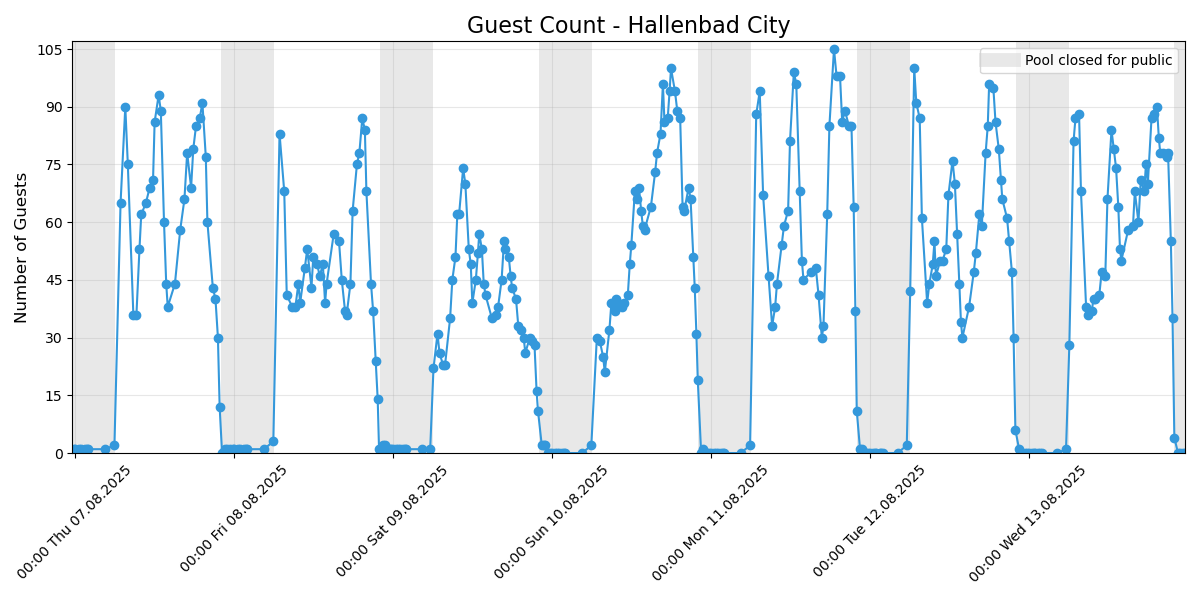 Guest Count - Hallenbad City
Pool closed for public
Number of Guests
105
90
75
60
45
30
15
0
00:00 Thu 07.08.2025
00:00 Fri 08.08.2025
00:00 Sat 09.08.2025
00:00 Sun 10.08.2025
00:00 Mon 11.08.2025
00:00 Tue 12.08.2025
00:00 Wed 13.08.2025